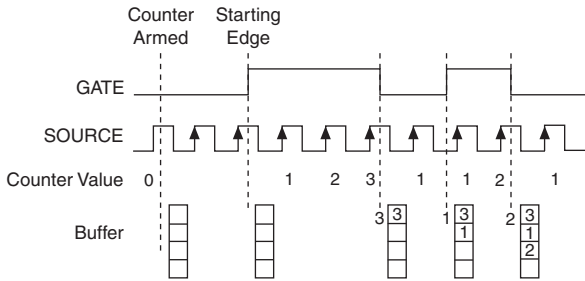 Counter Armed
Starting Edge
GATE
SOURCE
Counter Value 0 1 2 3 1 1 2 1
Buffer
3 3
1 3 1
2 3 1 2